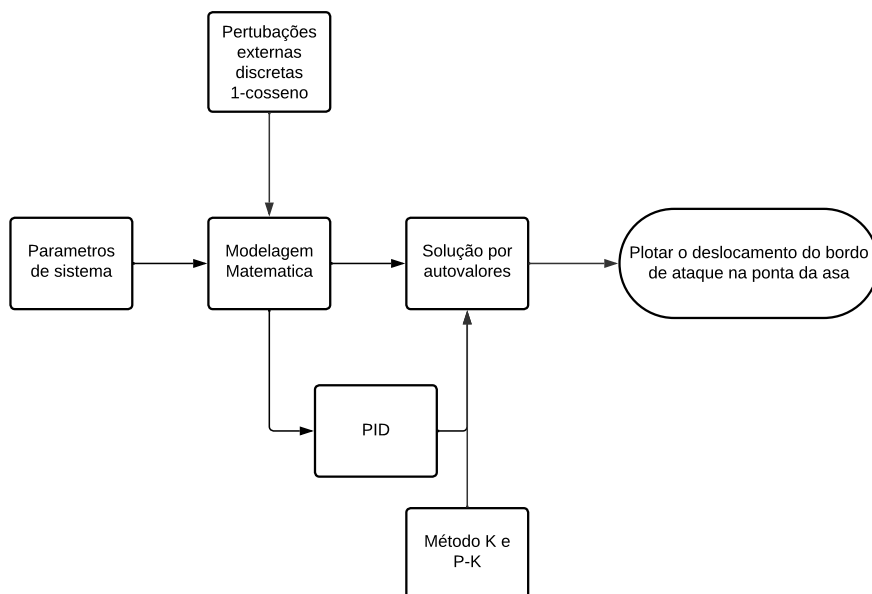 Pertubações
externas
discretas
1-cosseno
Parametros
de sistema
Modelagem
Matematica
Solução por
autovalores
Plotar o deslocamento do bordo
de ataque na ponta da asa
PID
Método K e
P-K